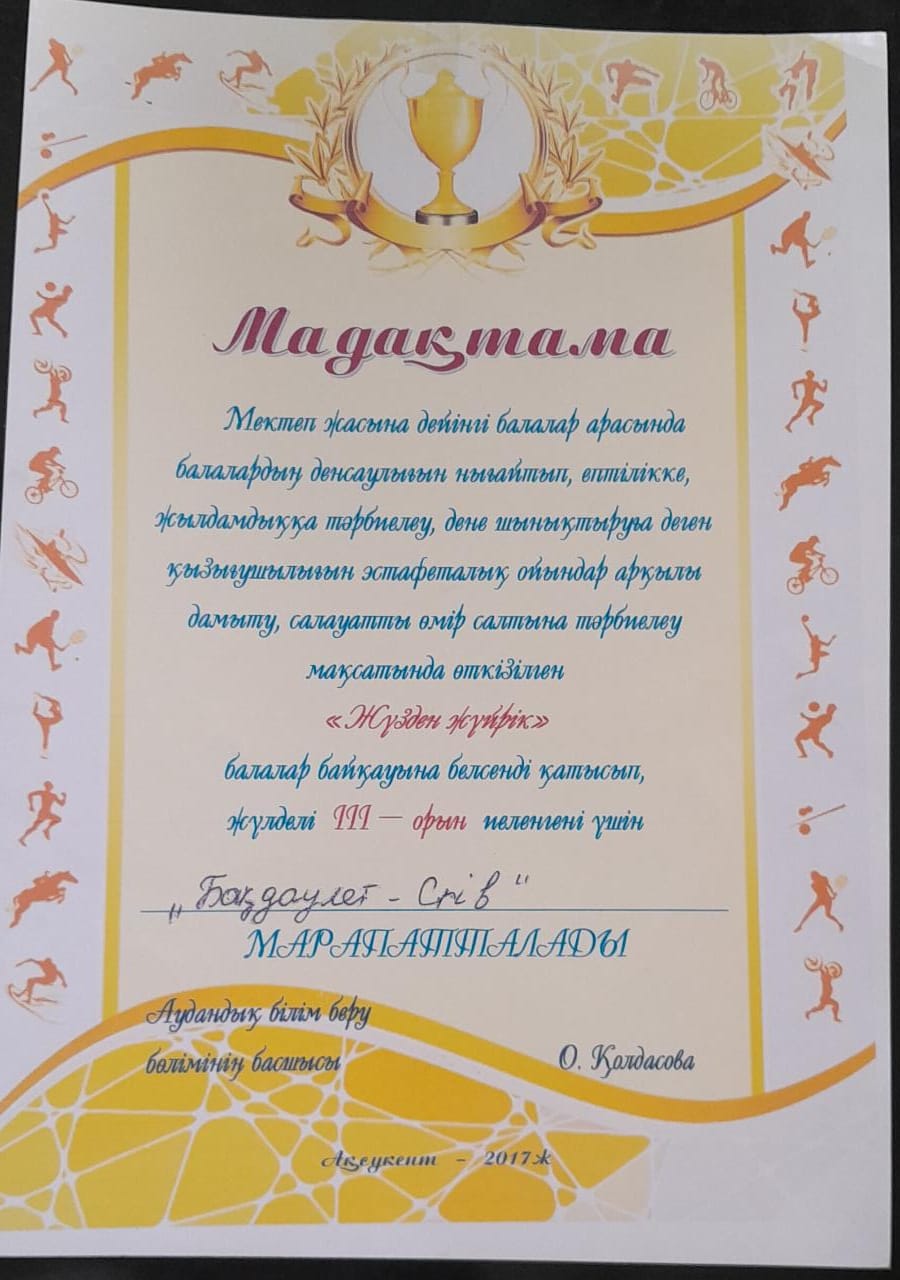 Мадақтама
Мектеп жасына дейінгі балалар арасында
балалардың денсаулығын нығайтып, ептілікке,
жылдамдыққа тәрбиелеу, дене шынықтыруға деген
қызығушылығын эстафеталық ойындар арқылы
дамыту, салауатты өмір салтына тәрбиелеу
мақсатында өткізілген
«Жүзден жүйрік»
балалар байқауына белсенді қатысып,
жүлделі III – орын иеленгені үшін
„Бақдаулет - Спів“
МАРАПАТТАЛАДЫ
Аудандық білім беру
бөлімінің басшысы О. Қолдасова
Ақсукент - 2017ж